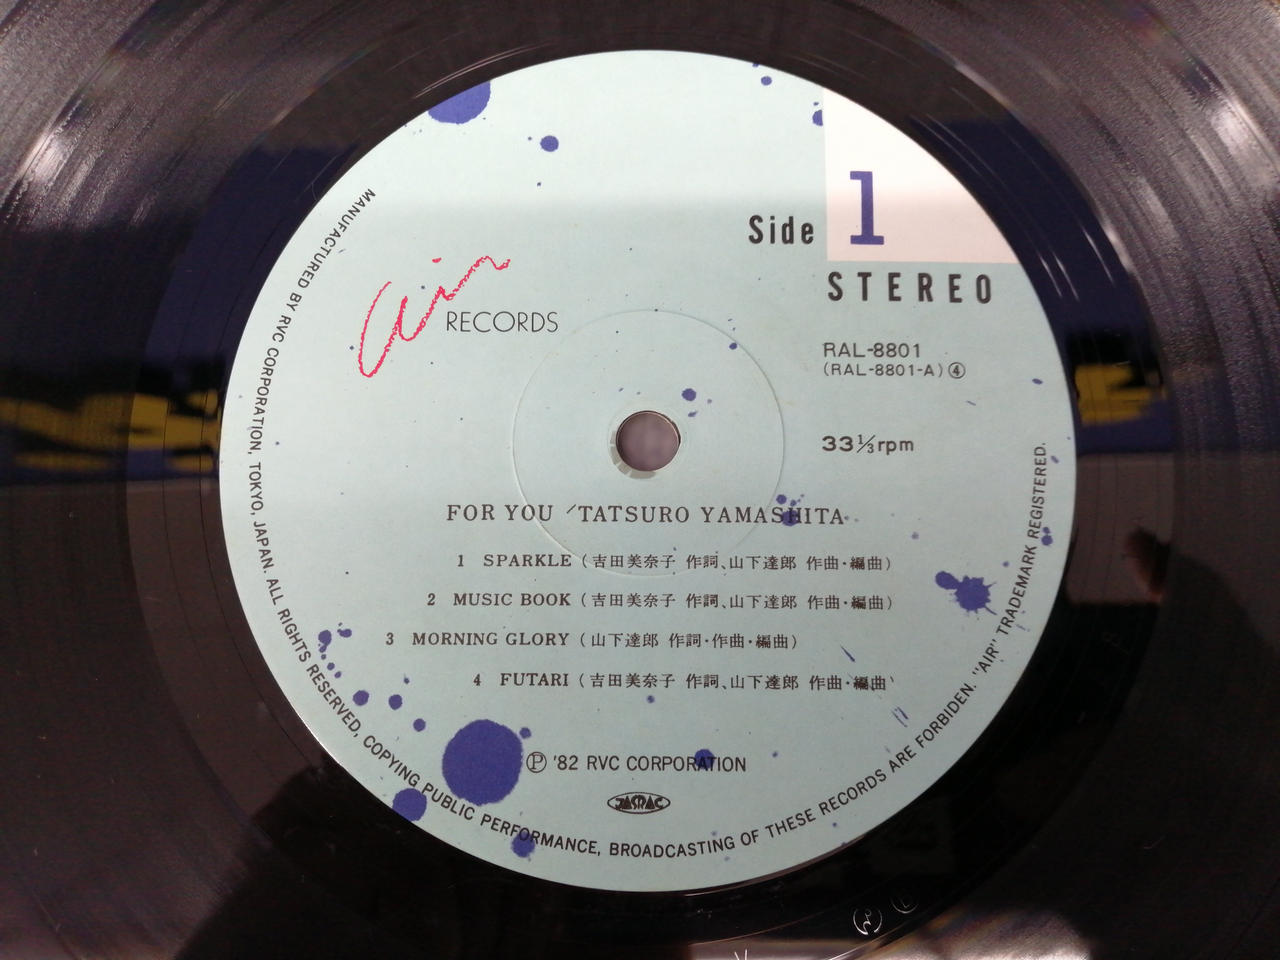 Side 1
STEREO
air
RECORDS
RAL-8801
(RAL-8801-A)④
33⅓rpm
FOR YOU ／TATSURO YAMASHITA
1 SPARKLE (吉田美奈子 作詞、山下達郎 作曲・編曲)
2 MUSIC BOOK (吉田美奈子 作詞、山下達郎 作曲・編曲)
3 MORNING GLORY (山下達郎 作詞・作曲・編曲)
4 FUTARI (吉田美奈子 作詞、山下達郎 作曲・編曲)
Ⓟ '82 RVC CORPORATION
JASRAC
MANUFACTURED BY RVC CORPORATION, TOKYO, JAPAN. ALL RIGHTS RESERVED, COPYING PUBLIC PERFORMANCE, BROADCASTING OF THESE RECORDS ARE FORBIDEN. "AIR" TRADEMARK REGISTERED.